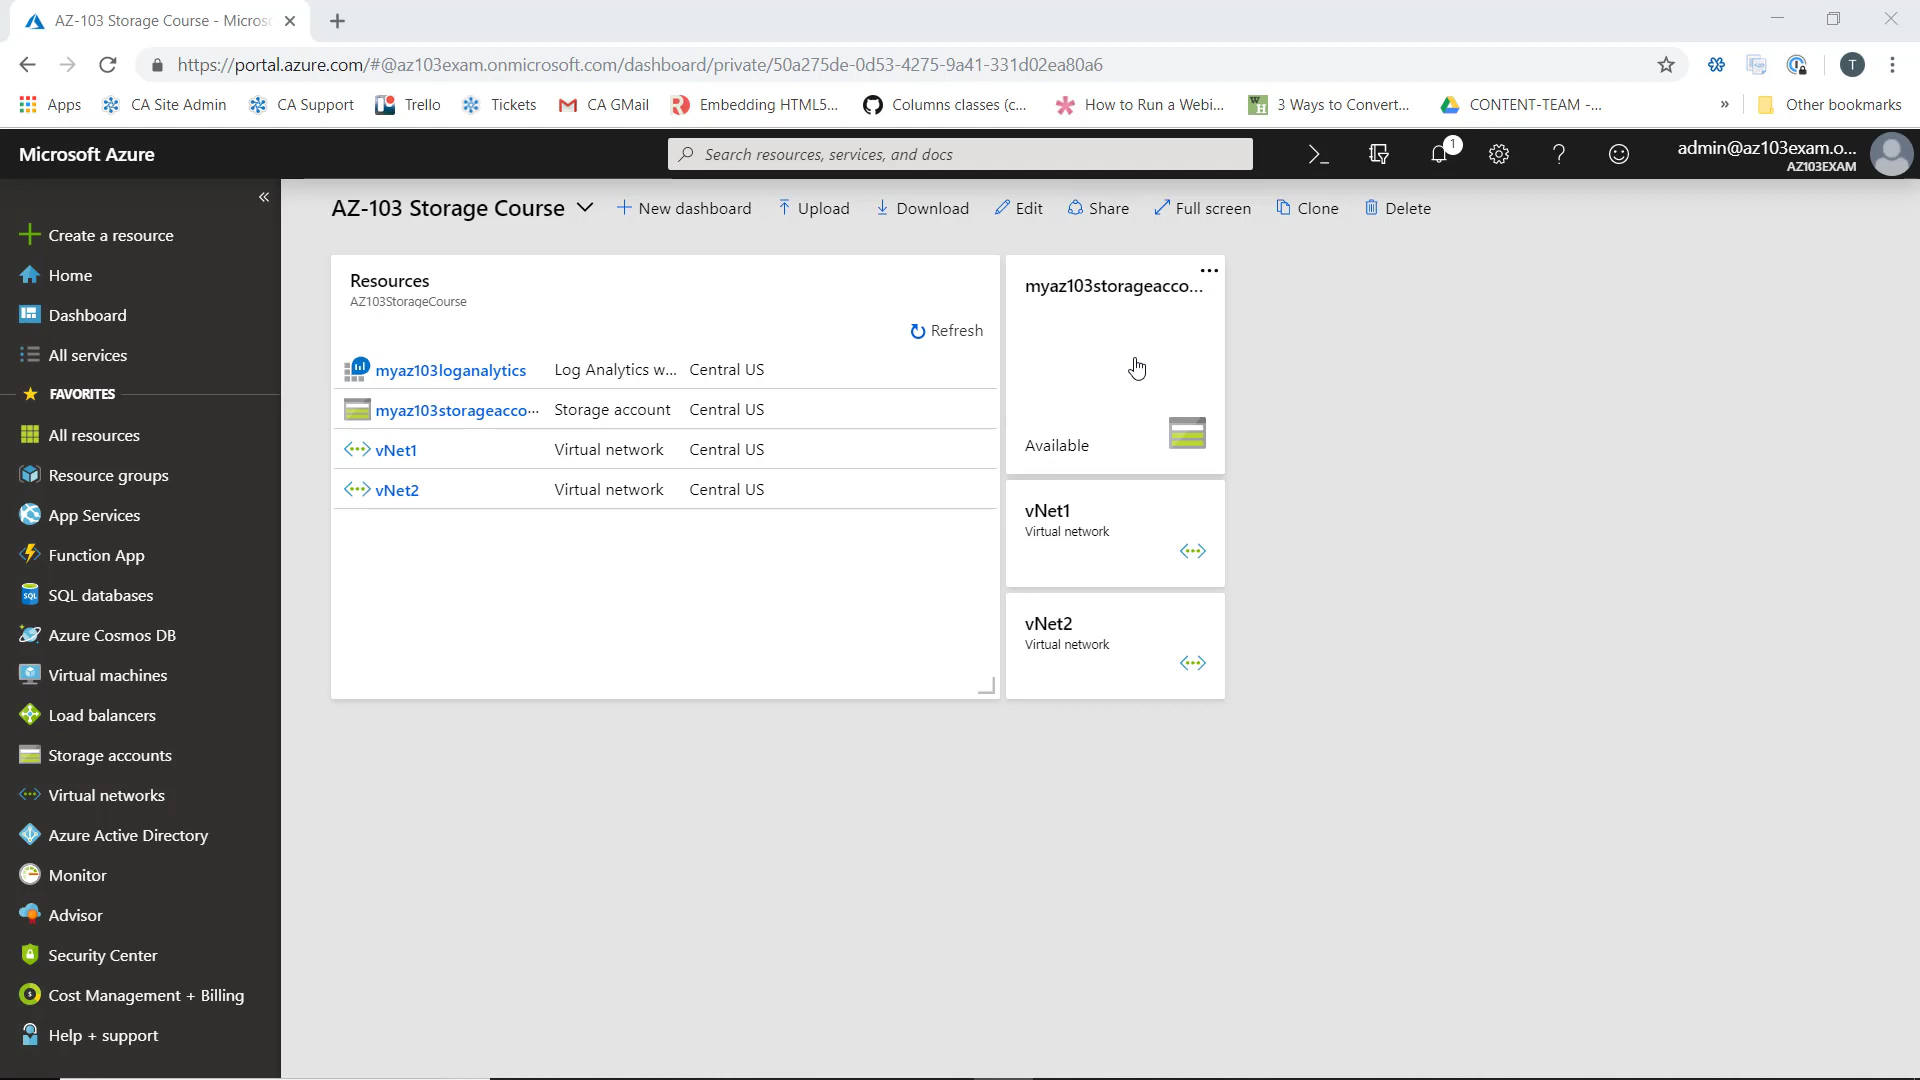 AZ-103 Storage Course - Micros
https://portal.azure.com/#@az103exam.onmicrosoft.com/dashboard/private/50a275de-0d53-4275-9a41-331d02ea80a6
T
Apps CA Site Admin CA Support Trello Tickets CA GMail Embedding HTML5... Columns classes (c... How to Run a Webi... 3 Ways to Convert... CONTENT-TEAM -... » Other bookmarks
Microsoft Azure
Search resources, services, and docs
1
admin@az103exam.o...
AZ103EXAM
«
Create a resource
Home
Dashboard
All services
FAVORITES
All resources
Resource groups
App Services
Function App
SQL databases
Azure Cosmos DB
Virtual machines
Load balancers
Storage accounts
Virtual networks
Azure Active Directory
Monitor
Advisor
Security Center
Cost Management + Billing
Help + support
AZ-103 Storage Course New dashboard Upload Download Edit Share Full screen Clone Delete
Resources
AZ103StorageCourse
Refresh
myaz103loganalytics Log Analytics w... Central US
myaz103storageacco... Storage account Central US
vNet1 Virtual network Central US
vNet2 Virtual network Central US
myaz103storageacco...
Available
vNet1
Virtual network
vNet2
Virtual network